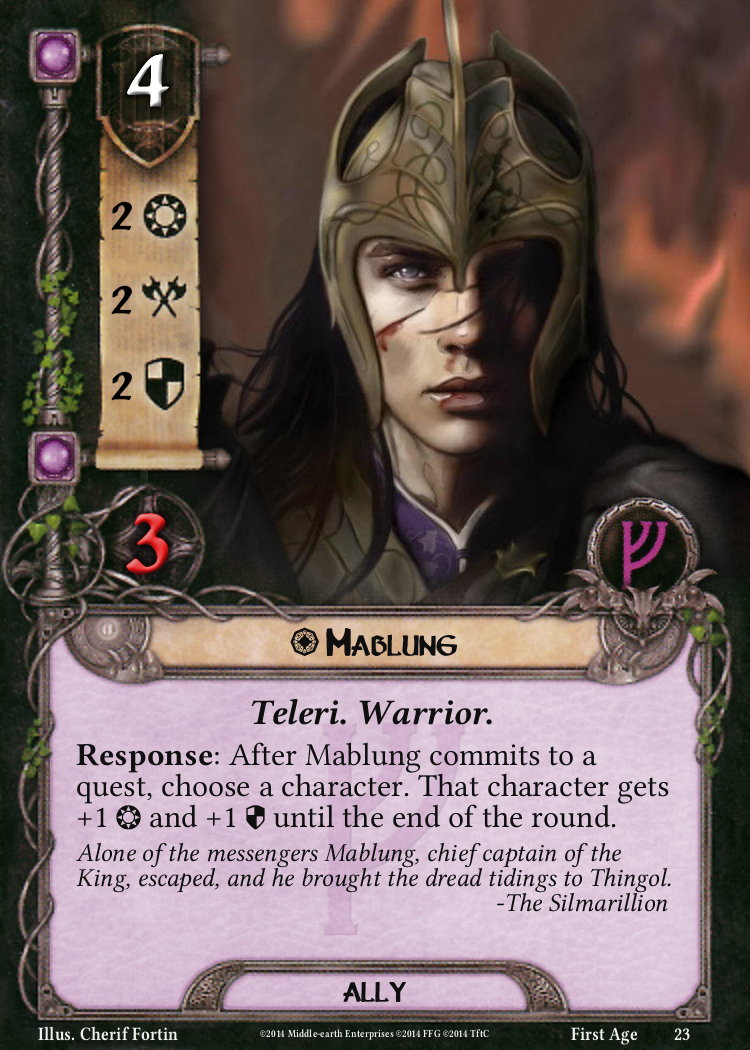 4
2
2
2
3
MABLUNG
Teleri. Warrior.
Response: After Mablung commits to a
quest, choose a character. That character gets
+1 and +1 until the end of the round.
Alone of the messengers Mablung, chief captain of the
King, escaped, and he brought the dread tidings to Thingol.
-The Silmarillion
ALLY
Illus. Cherif Fortin ©2014 Middle-earth Enterprises ©2014 FFG ©2014 TftC First Age 23